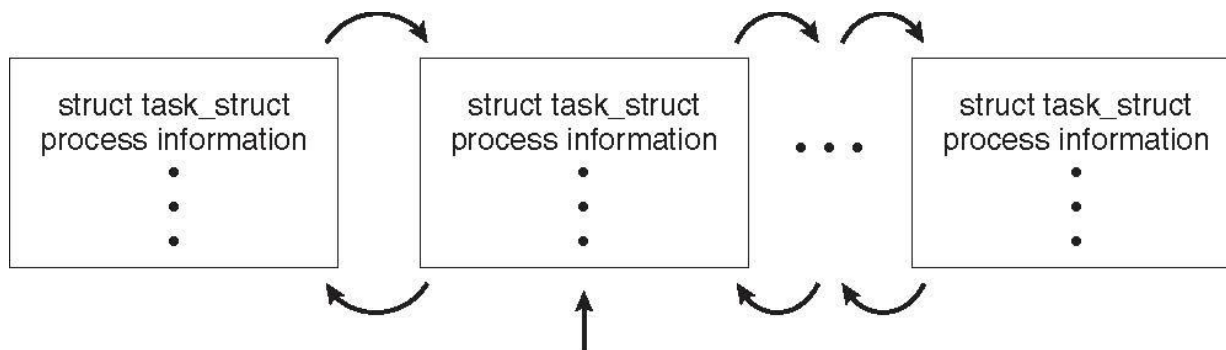 struct task_struct
process information
struct task_struct
process information
struct task_struct
process information